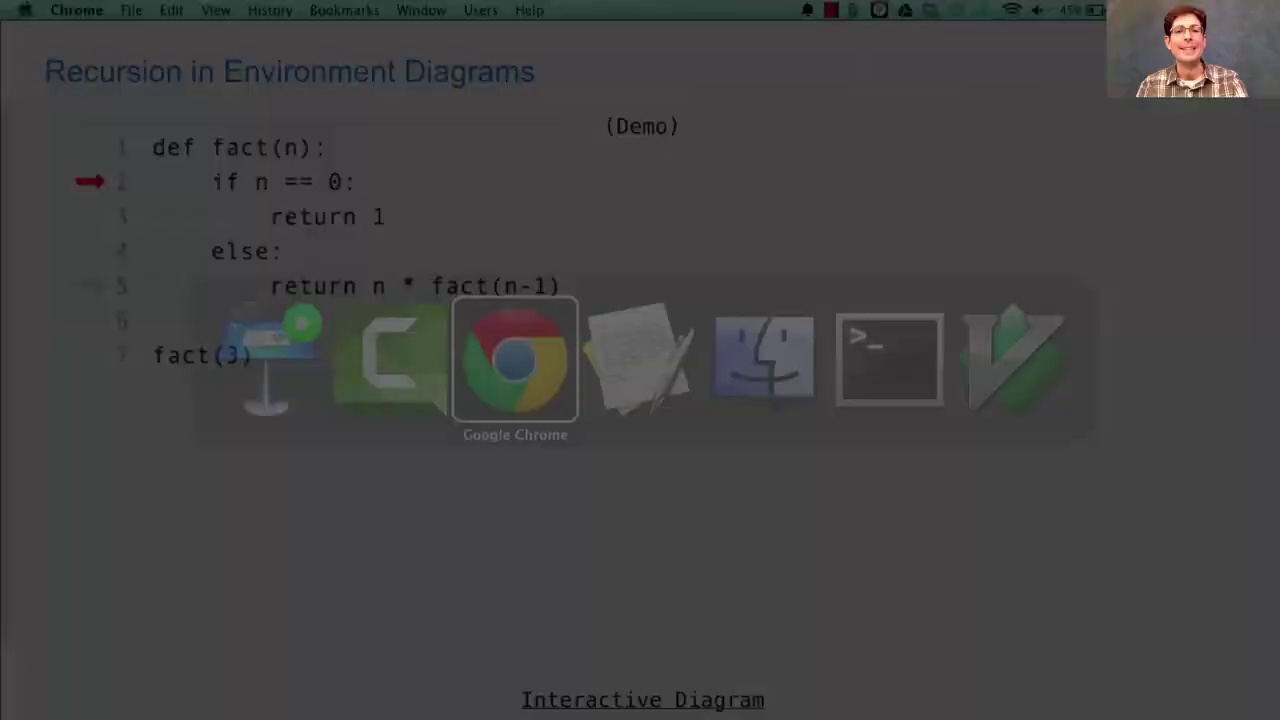 Chrome File Edit View History Bookmarks Window Users Help 45%
Recursion in Environment Diagrams
(Demo)
1 def fact(n):
2 if n == 0:
3 return 1
4 else:
5 return n * fact(n-1)
6
7 fact(3)
Google Chrome
>_
Interactive Diagram